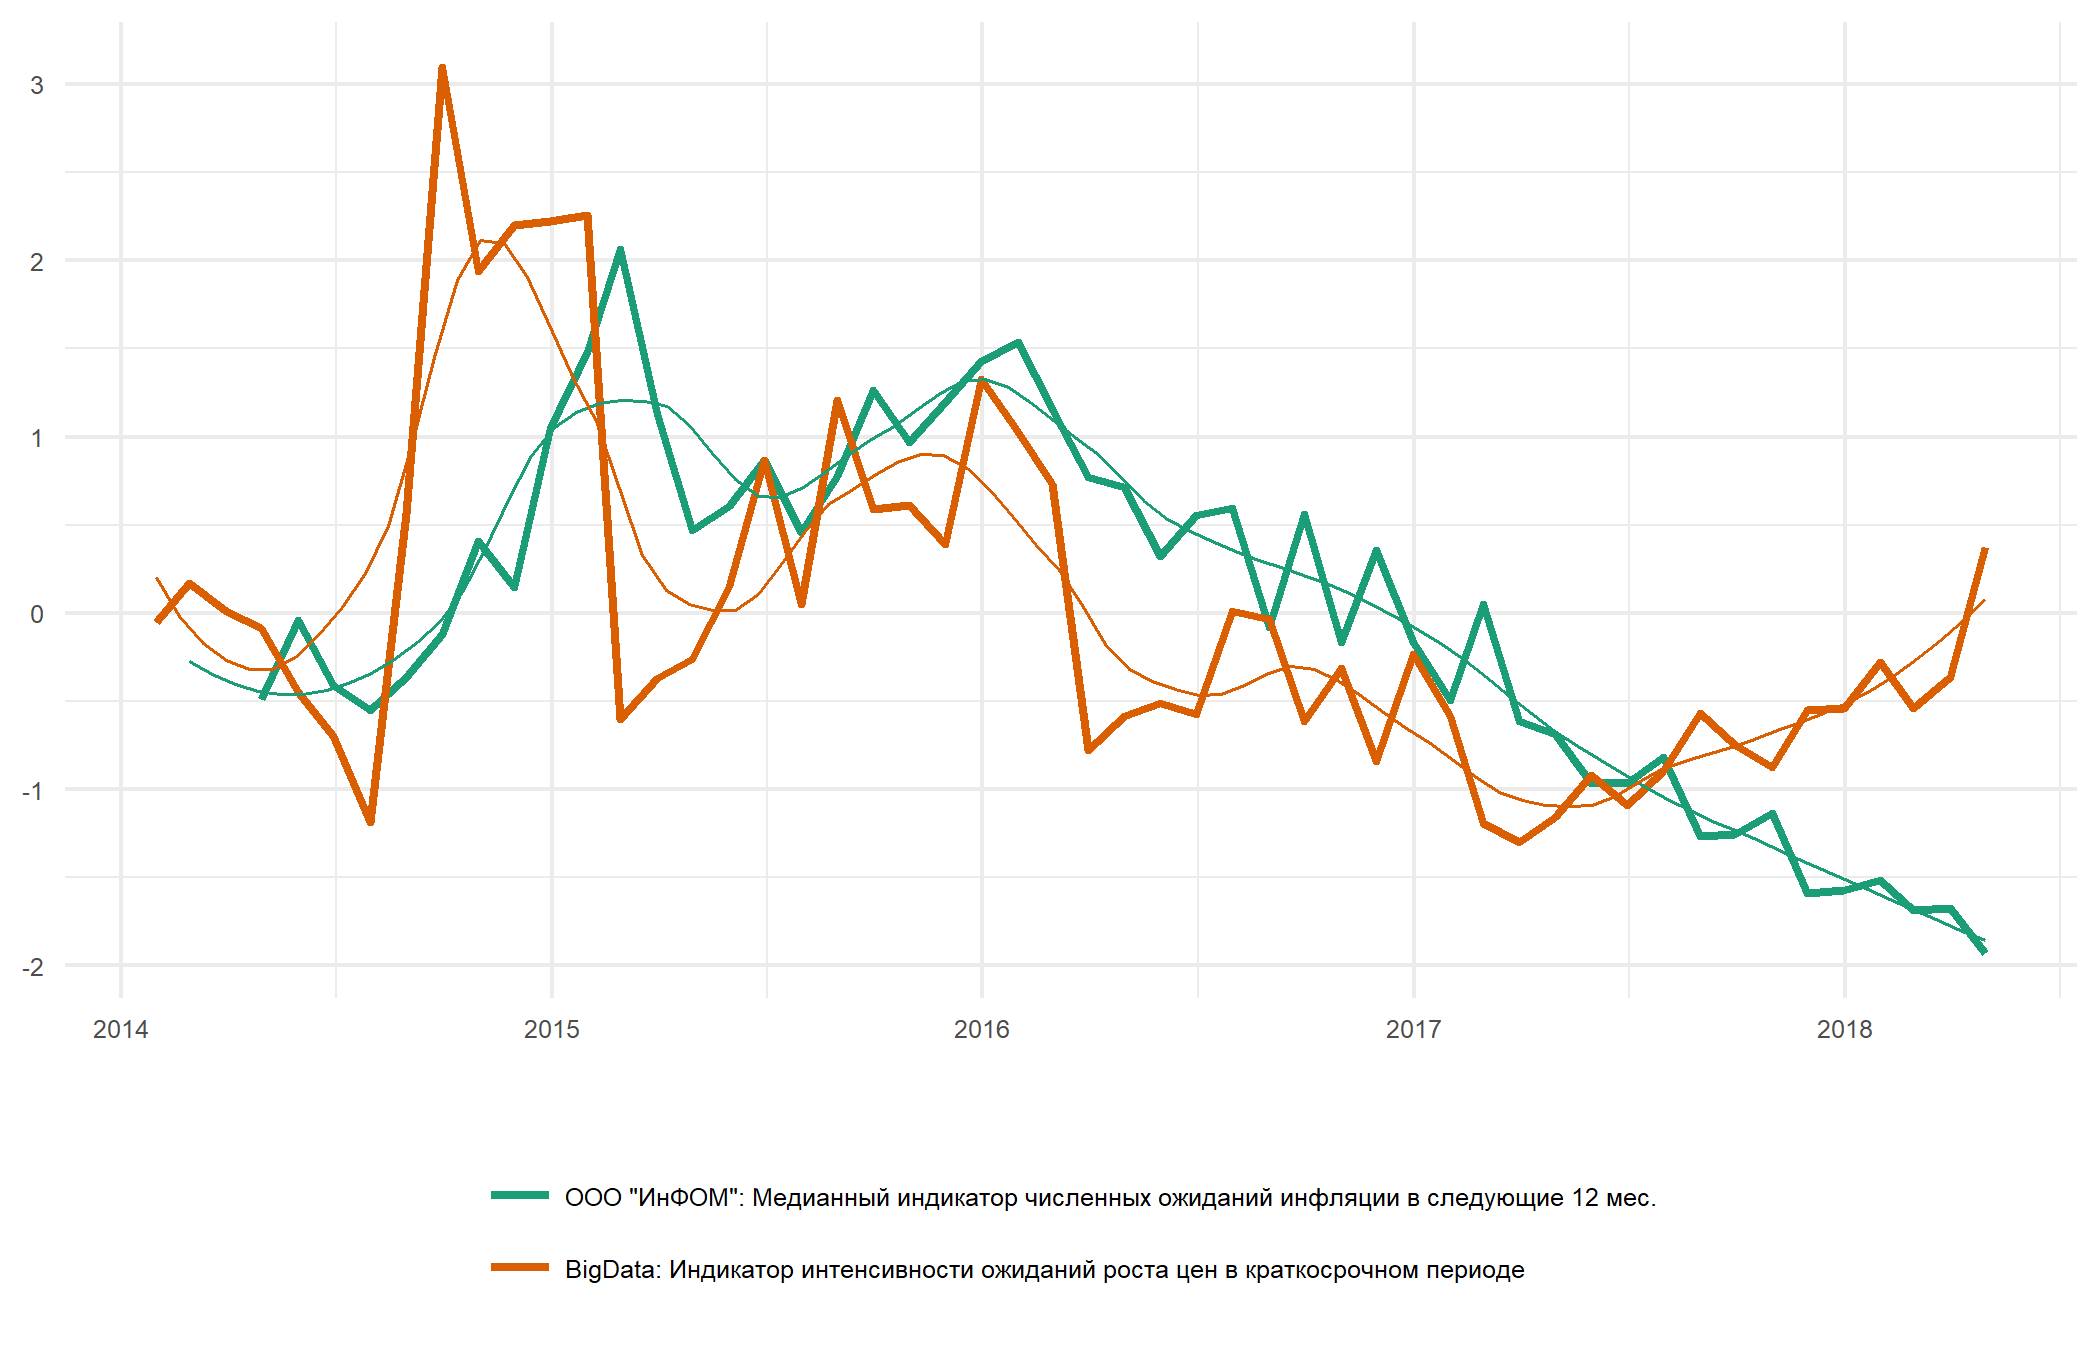 3
2
1
0
-1
-2
2014 2015 2016 2017 2018
ООО "ИнФОМ": Медианный индикатор численных ожиданий инфляции в следующие 12 мес.
BigData: Индикатор интенсивности ожиданий роста цен в краткосрочном периоде